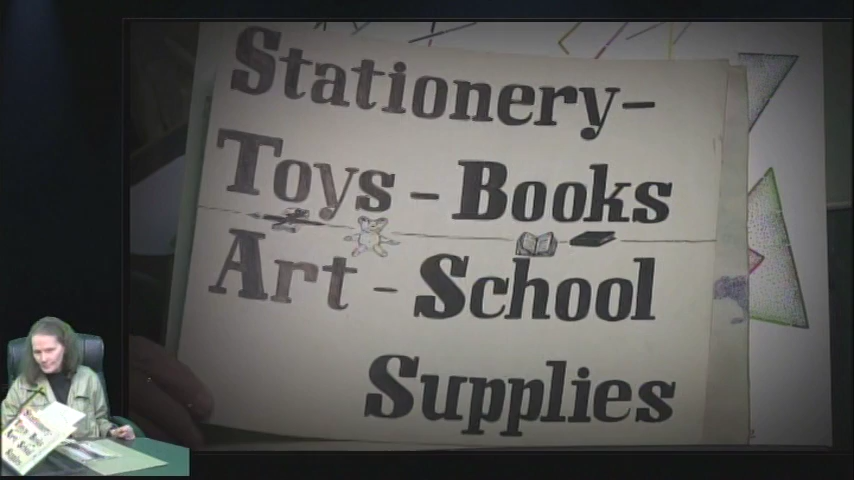 Stationery-
Toys - Books
Art - School
Supplies